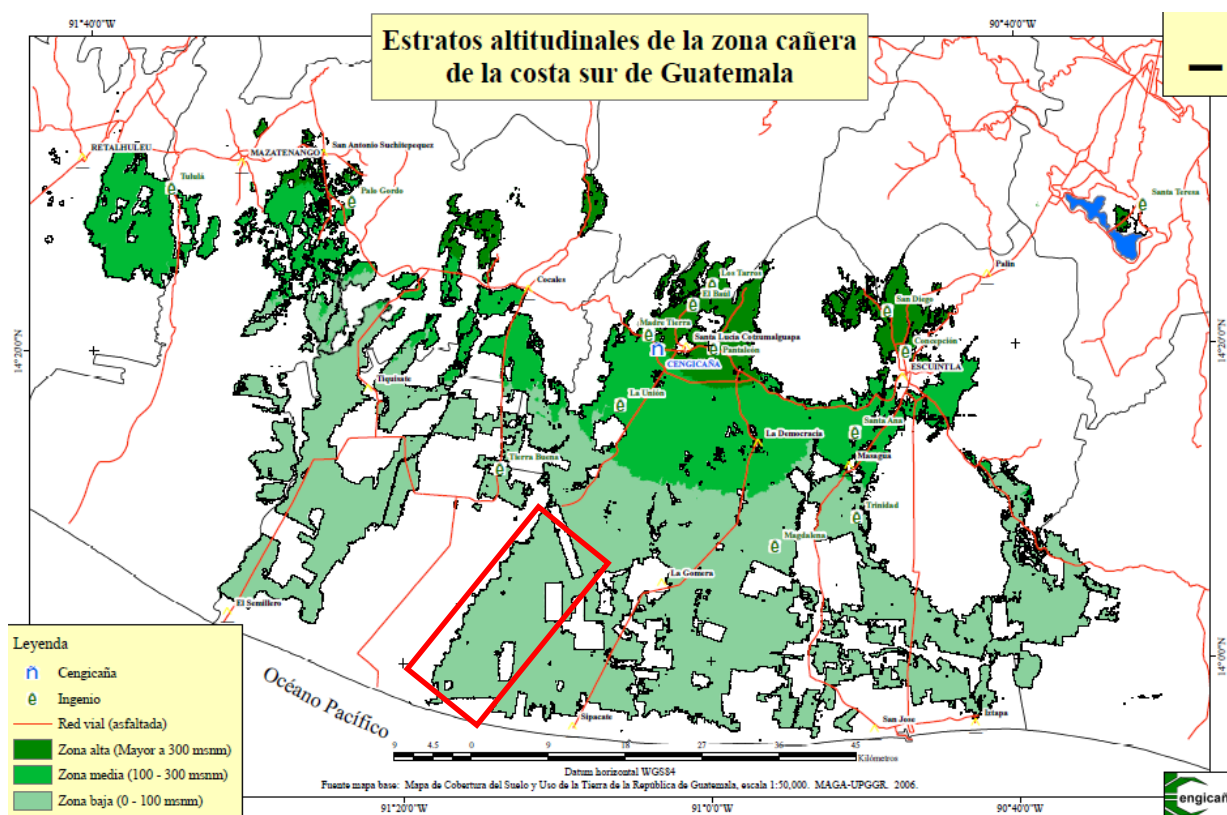 91°40'0"W
90°40'0"W
Estratos altitudinales de la zona cañera
de la costa sur de Guatemala
RETALHULEU
MAZATENANGO
San Antonio Suchitepequez
Tululá
Palo Gordo
Santa Teresa
Palin
Cocales
Los Tarros
El Baúl
San Diego
Madre Tierra
Santa Lucia Cotzumalguapa
Pantaleón
Concepción
CENGICAÑA
14°20'0"N
14°20'0"N
ESCUINTLA
Tiquisate
La Unión
La Democracia
Santa Ana
Masagua
Tierra Buena
Trinidad
Magdalena
La Gomera
El Semillero
14°0'0"N
Océano Pacífico
Sipacate
San Jose
Iztapa
Leyenda
Cengicaña
Ingenio
Red vial (asfaltada)
Zona alta (Mayor a 300 msnm)
Zona media (100 - 300 msnm)
Zona baja (0 - 100 msnm)
9 4.5 0 9 18 27 36 45
Kilómetros
Datum horizontal WGS84
Fuente mapa base: Mapa de Cobertura del Suelo y Uso de la Tierra de la República de Guatemala, escala 1:50,000. MAGA-UPGGR. 2006.
91°20'0"W
91°0'0"W
90°40'0"W
engicañ